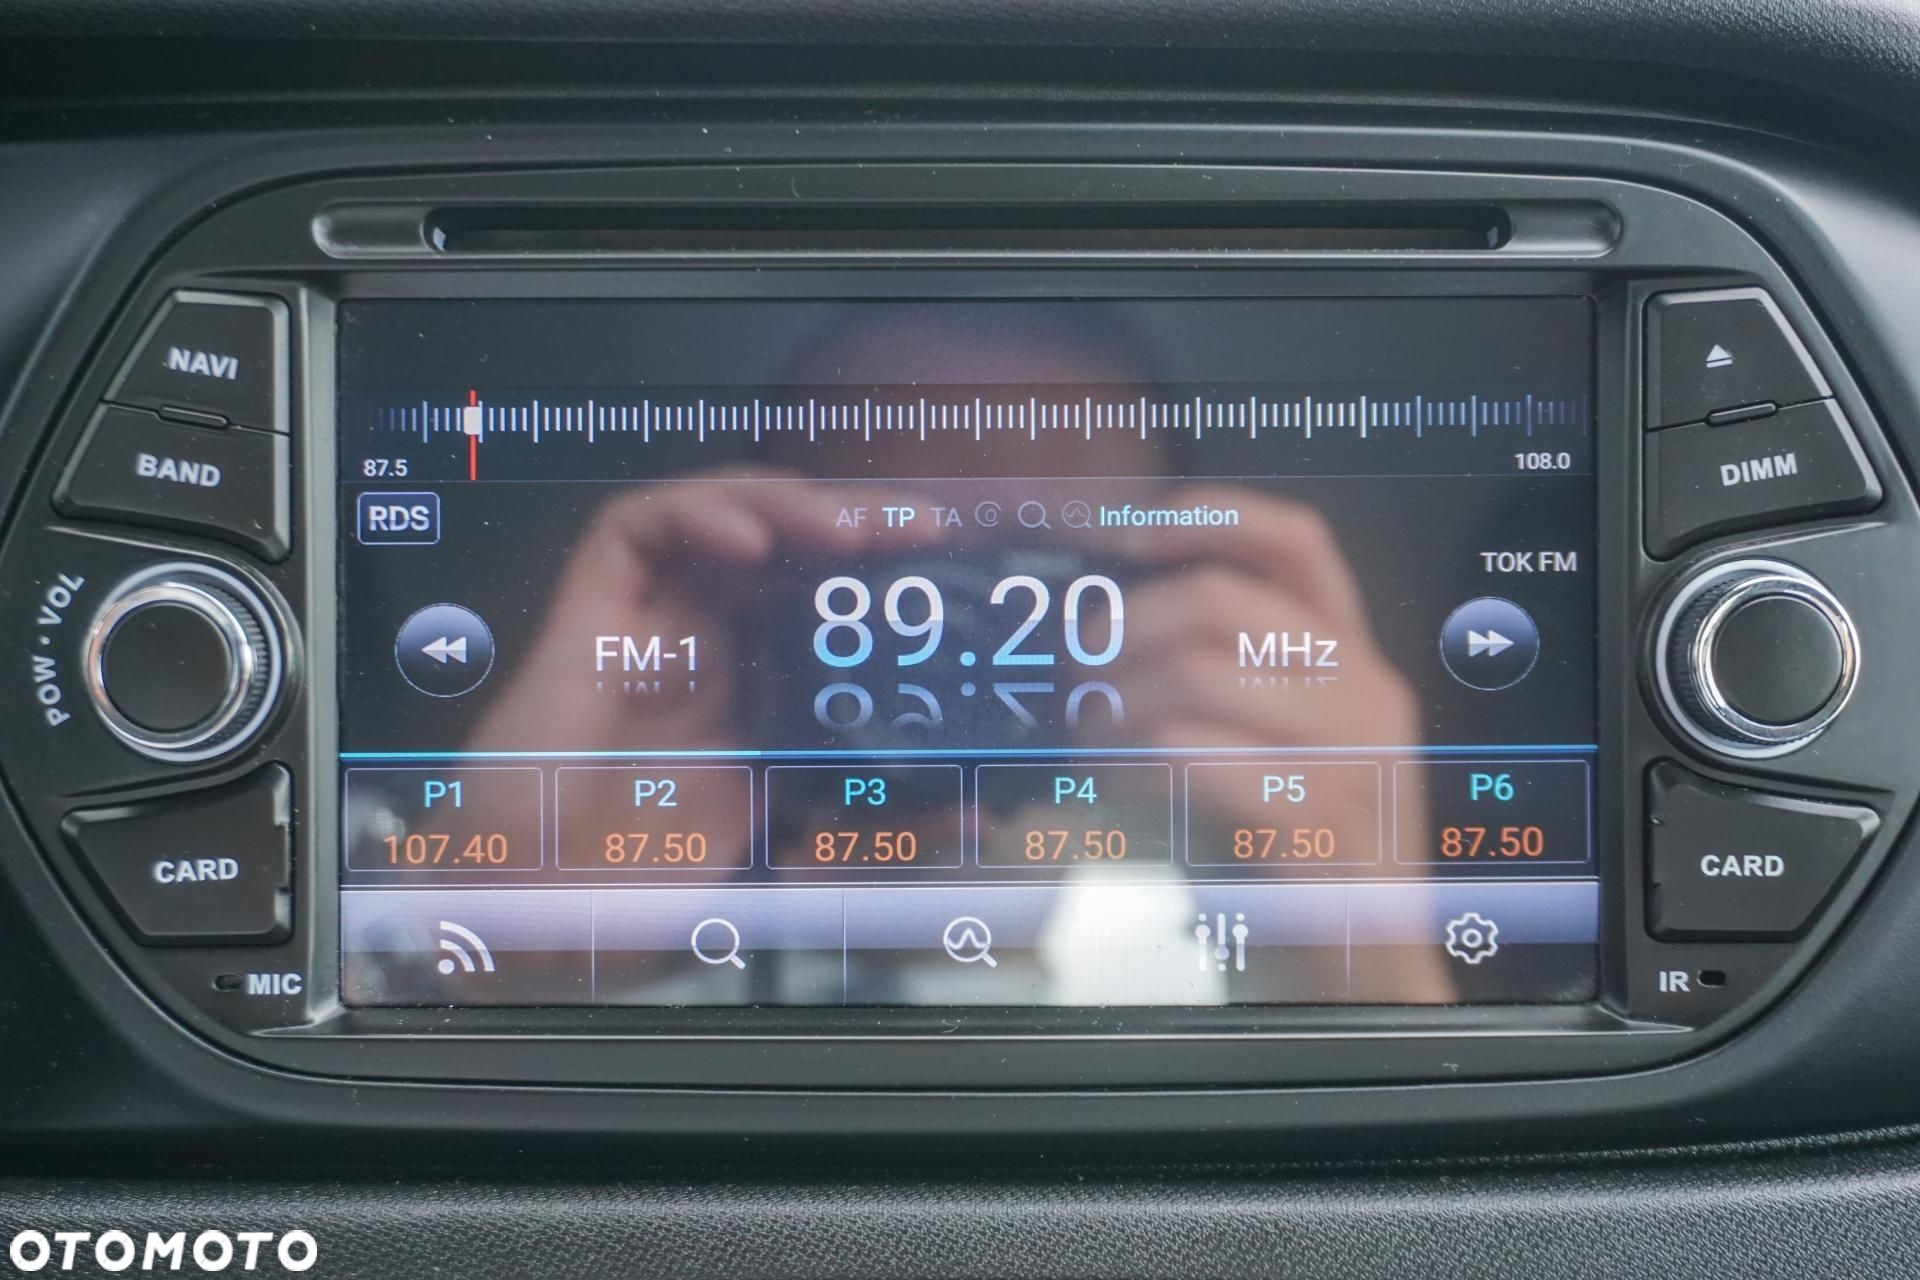 NAVI
BAND
POW • VOL
CARD
MIC
87.5
108.0
RDS
AF TP TA Information
TOK FM
FM-1 89.20 MHz
P1 P2 P3 P4 P5 P6
107.40 87.50 87.50 87.50 87.50 87.50
DIMM
CARD
IR
OTOMOTO